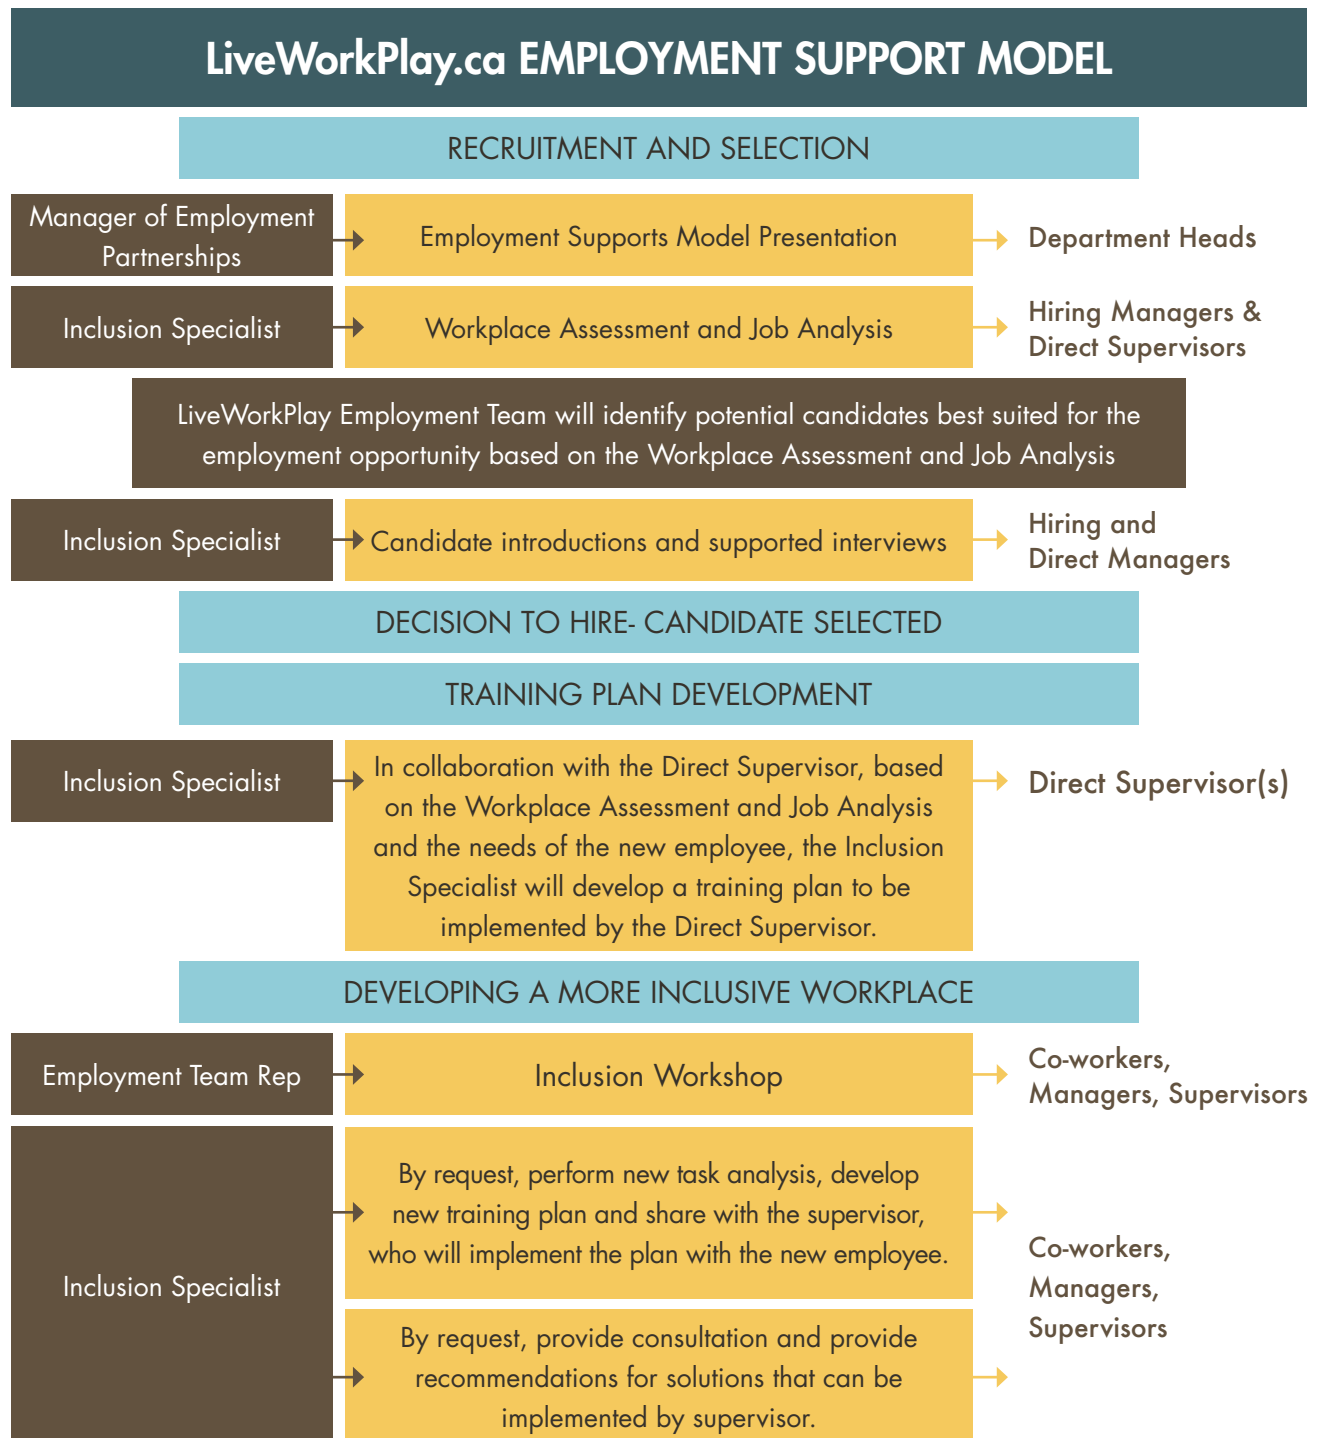 LiveWorkPlay.ca EMPLOYMENT SUPPORT MODEL
RECRUITMENT AND SELECTION
Manager of Employment
Partnerships
Employment Supports Model Presentation
Department Heads
Inclusion Specialist
Workplace Assessment and Job Analysis
Hiring Managers &
Direct Supervisors
LiveWorkPlay Employment Team will identify potential candidates best suited for the
employment opportunity based on the Workplace Assessment and Job Analysis
Inclusion Specialist
Candidate introductions and supported interviews
Hiring and
Direct Managers
DECISION TO HIRE- CANDIDATE SELECTED
TRAINING PLAN DEVELOPMENT
Inclusion Specialist
In collaboration with the Direct Supervisor, based
on the Workplace Assessment and Job Analysis
and the needs of the new employee, the Inclusion
Specialist will develop a training plan to be
implemented by the Direct Supervisor.
Direct Supervisor(s)
DEVELOPING A MORE INCLUSIVE WORKPLACE
Employment Team Rep
Inclusion Workshop
Co-workers,
Managers, Supervisors
Inclusion Specialist
By request, perform new task analysis, develop
new training plan and share with the supervisor,
who will implement the plan with the new employee.
By request, provide consultation and provide
recommendations for solutions that can be
implemented by supervisor.
Co-workers,
Managers,
Supervisors